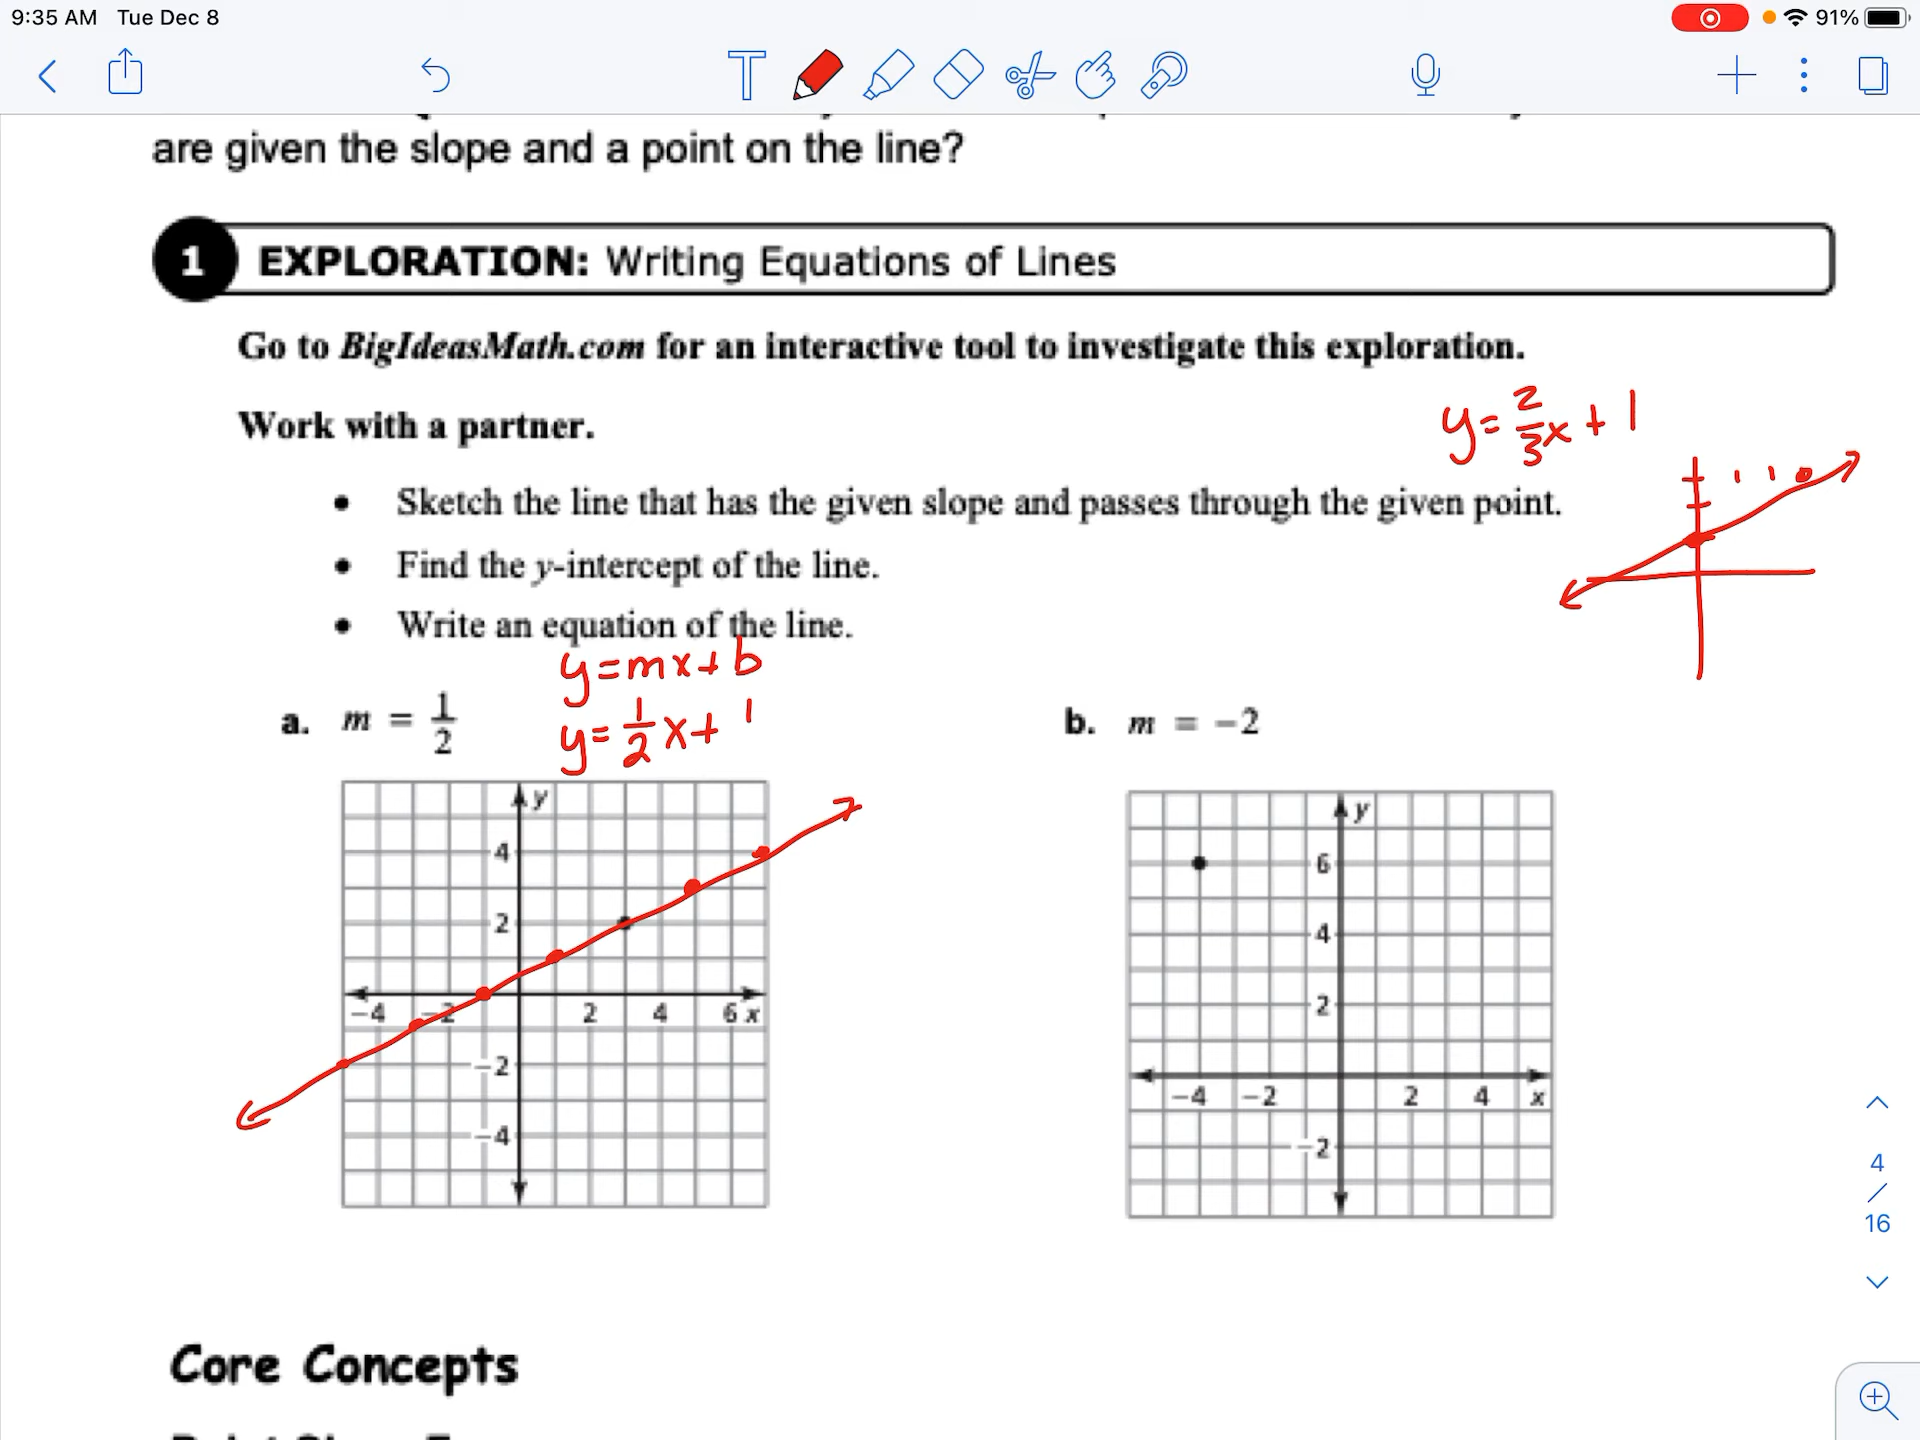 9:35 AM Tue Dec 8 91%
are given the slope and a point on the line?
1 EXPLORATION: Writing Equations of Lines
Go to BigIdeasMath.com for an interactive tool to investigate this exploration.
Work with a partner.
y = 2/3 x + 1
• Sketch the line that has the given slope and passes through the given point.
• Find the y-intercept of the line.
• Write an equation of the line.
y = mx + b
a. m = 1/2
y = 1/2 x + 1
b. m = −2
y
4
2
−4 −2 2 4 6 x
−2
−4
y
6
4
2
−4 −2 2 4 x
−2
4
/
16
Core Concepts